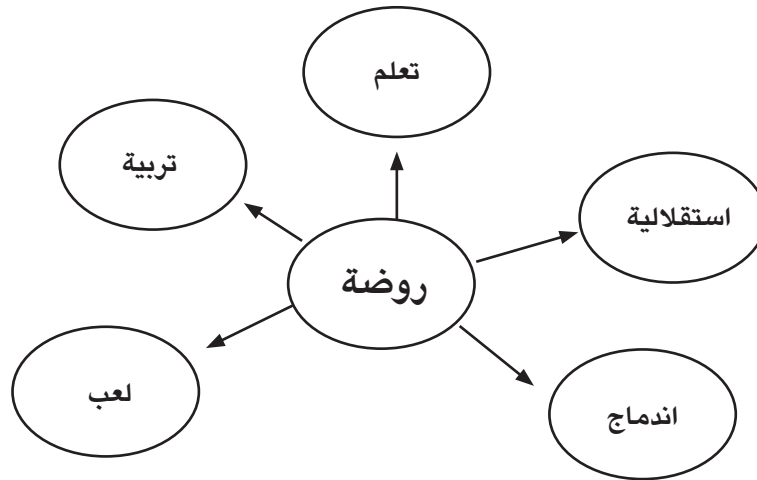 تعلم
تربية
استقلالية
روضة
لعب
اندماج